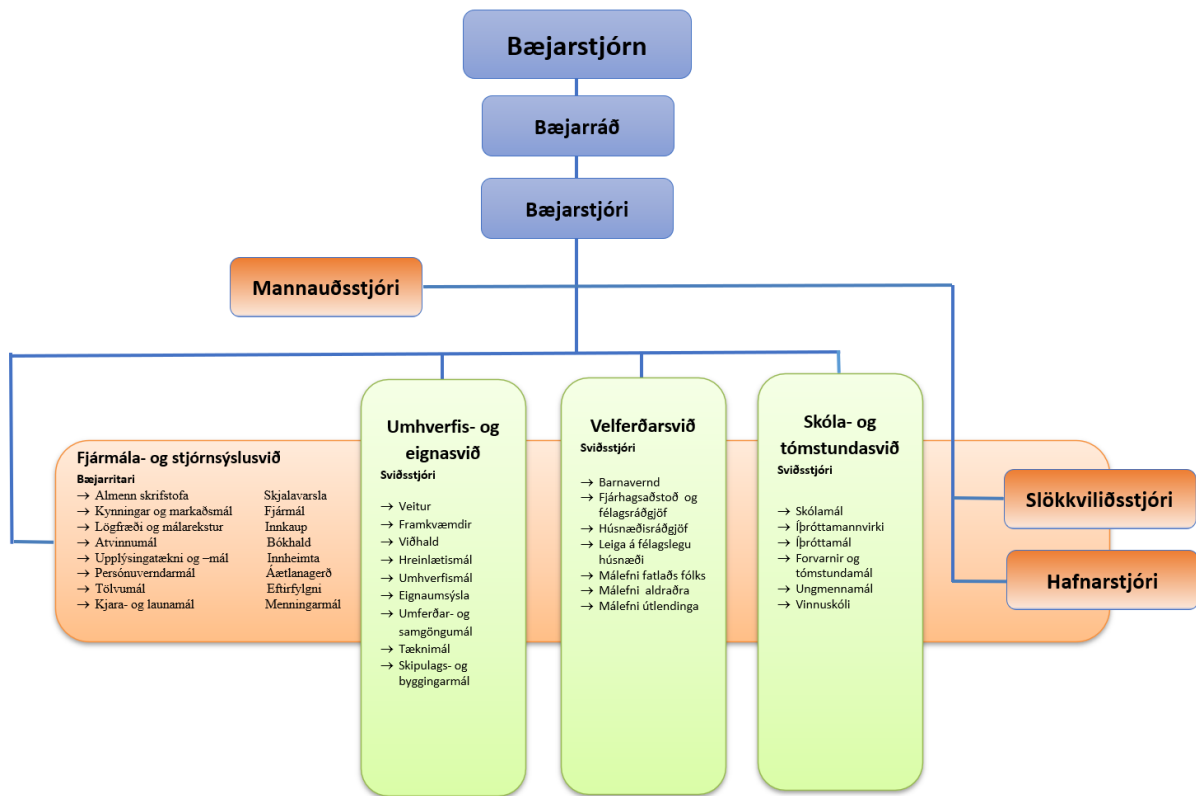 Bæjarstjórn
Bæjarráð
Bæjarstjóri
Mannauðsstjóri
Fjármála- og stjórnsýslusvið
Bæjarritari
→ Almenn skrifstofa
→ Kynningar og markaðsmál
→ Lögfræði og málarekstur
→ Atvinnumál
→ Upplýsingatækni og –mál
→ Persónuverndarmál
→ Tölvumál
→ Kjara- og launamál
Skjalavarsla
Fjármál
Innkaup
Bókhald
Innheimta
Áætlanagerð
Eftirfylgni
Menningarmál
Umhverfis- og
eignasvið
Sviðsstjóri
→ Veitur
→ Framkvæmdir
→ Viðhald
→ Hreinlætismál
→ Umhverfismál
→ Eignaumsýsla
→ Umferðar- og
samgöngumál
→ Tæknimál
→ Skipulags- og
byggingarmál
Velferðarsvið
Sviðsstjóri
→ Barnavernd
→ Fjárhagsaðstoð og
félagsráðgjöf
→ Húsnæðisráðgjöf
→ Leiga á félagslegu
húsnæði
→ Málefni fatlaðs fólks
→ Málefni aldraðra
→ Málefni útlendinga
Skóla- og
tómstundasvið
Sviðsstjóri
→ Skólamál
→ Íþróttamannvirki
→ Íþróttamál
→ Forvarnir og
tómstundamál
→ Ungmennamál
→ Vinnuskóli
Slökkviliðsstjóri
Hafnarstjóri